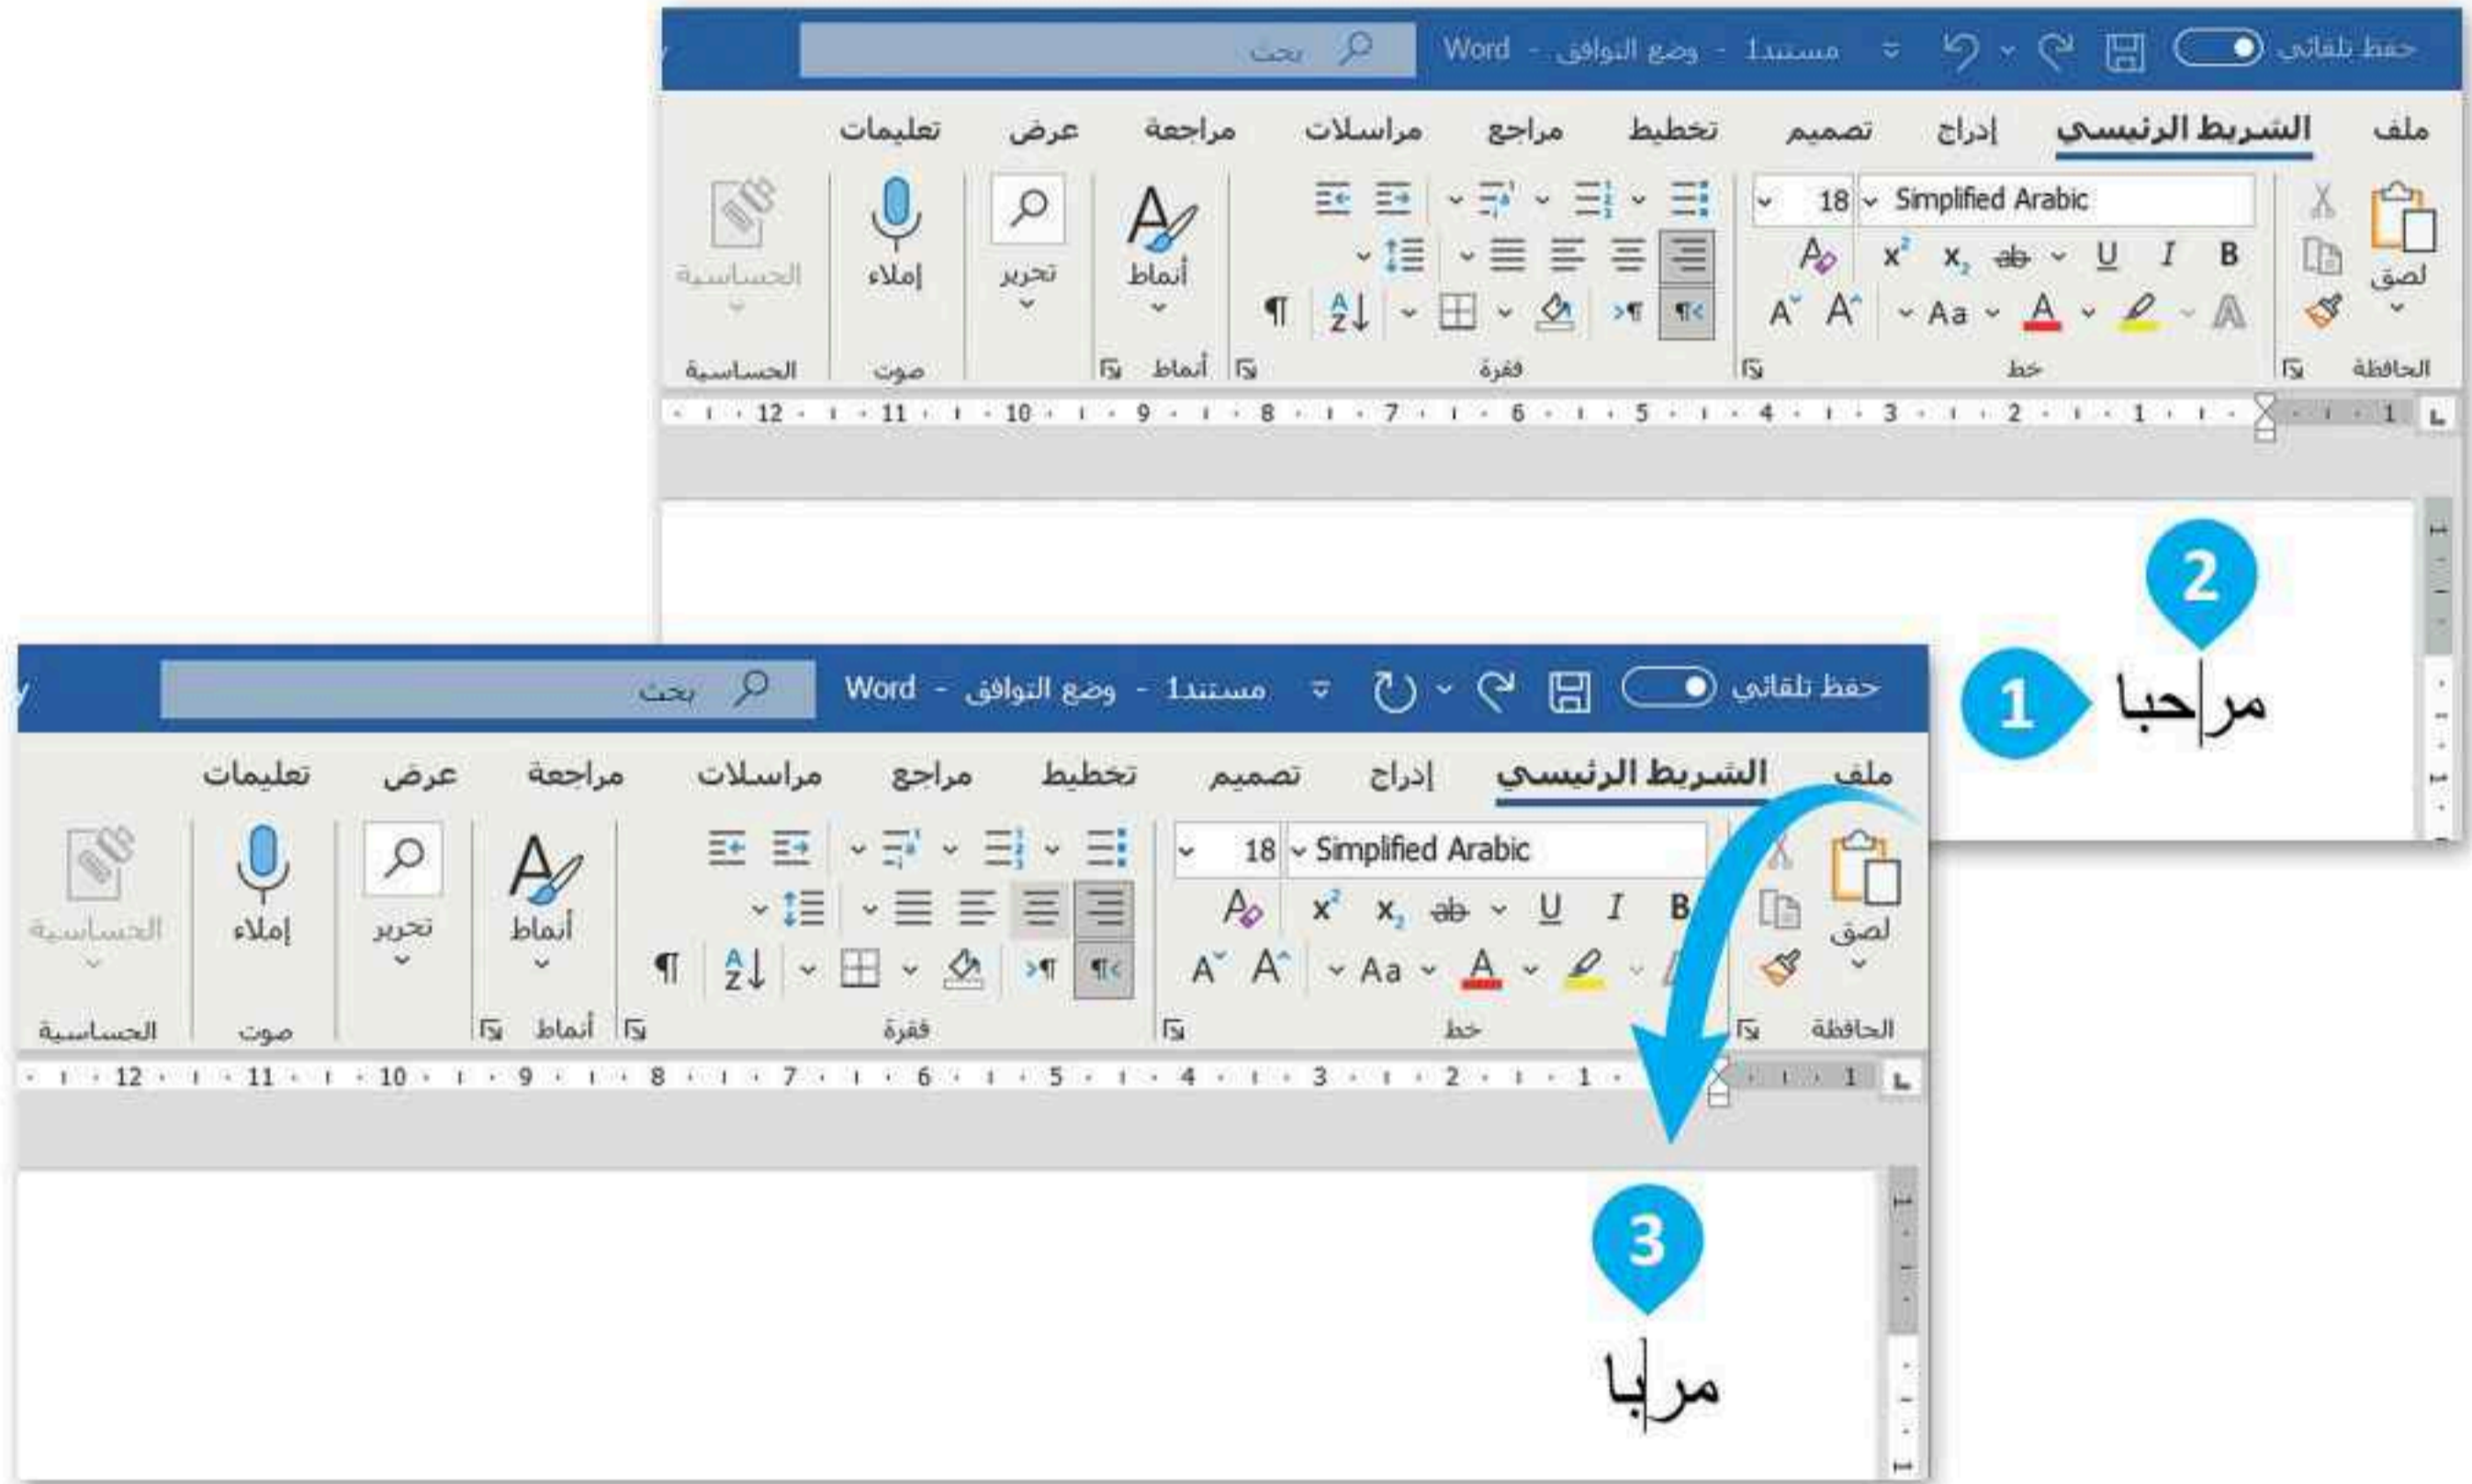 حفظ تلقائي مستند1 - وضع التوافق - Word بحث
ملف الشريط الرئيسي إدراج تصميم تخطيط مراجع مراسلات مراجعة عرض تعليمات
Simplified Arabic 18
لصق B I U ab x₂ x² A أنماط تحرير إملاء الحساسية
A A Aa A A A Z ¶
الحافظة خط فقرة أنماط صوت الحساسية
1 1 2 3 4 5 6 7 8 9 10 11 12
2
1
مرحبا
حفظ تلقائي مستند1 - وضع التوافق - Word بحث
ملف الشريط الرئيسي إدراج تصميم تخطيط مراجع مراسلات مراجعة عرض تعليمات
Simplified Arabic 18
لصق B I U ab x₂ x² A أنماط تحرير إملاء الحساسية
A Aa A A A Z ¶
الحافظة خط فقرة أنماط صوت الحساسية
1 1 2 3 4 5 6 7 8 9 10 11 12
3
مربا